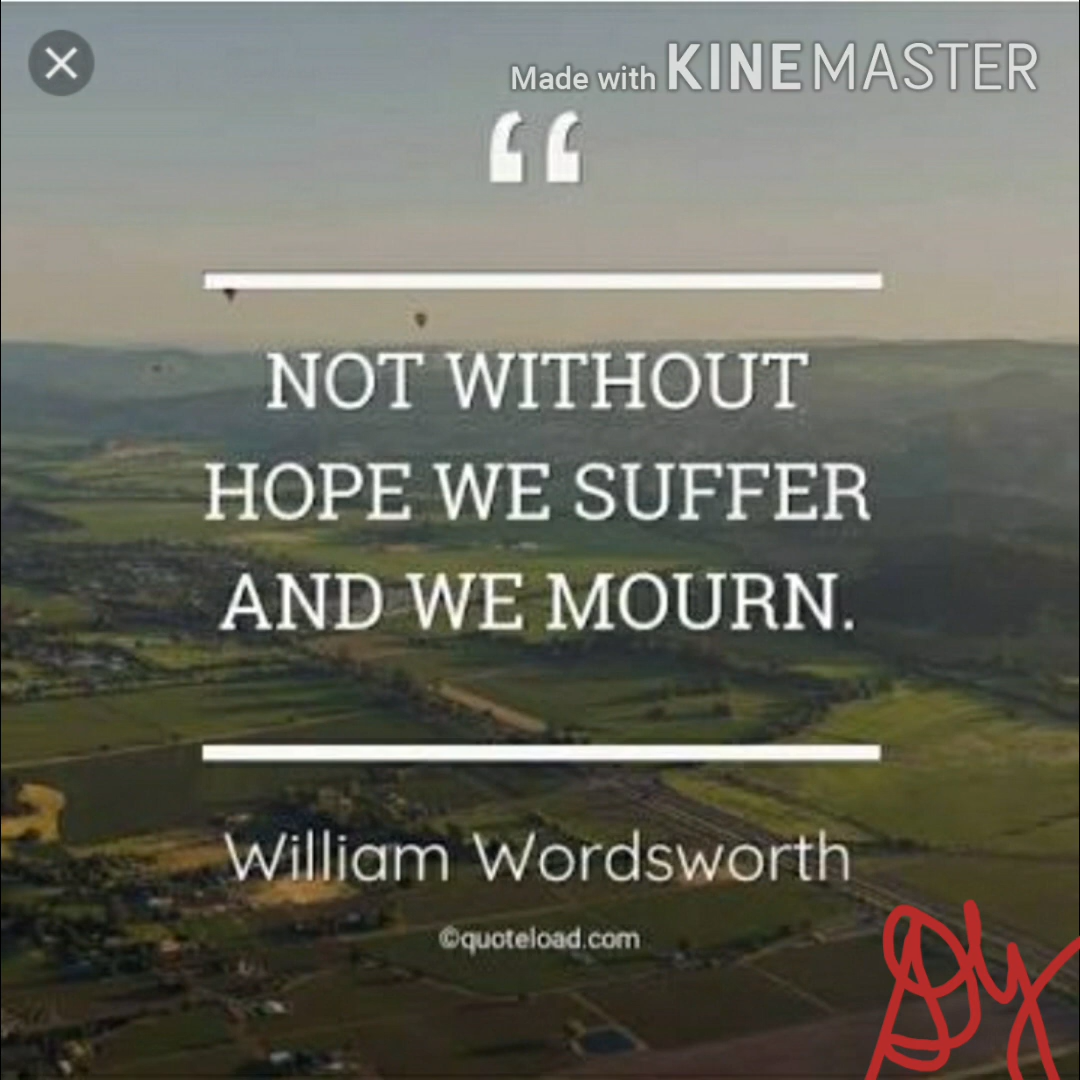 Made with KINEMASTER
“
NOT WITHOUT
HOPE WE SUFFER
AND WE MOURN.
William Wordsworth
©quoteload.com